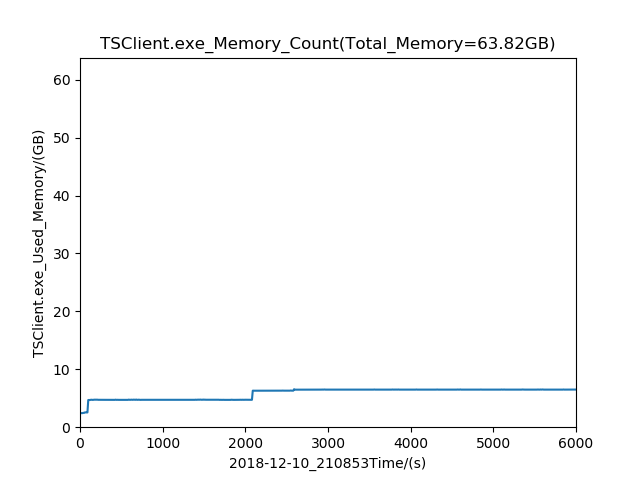 TSClient.exe_Memory_Count(Total_Memory=63.82GB)
TSClient.exe_Used_Memory/(GB)
60
50
40
30
20
10
0
0 1000 2000 3000 4000 5000 6000
2018-12-10_210853Time/(s)